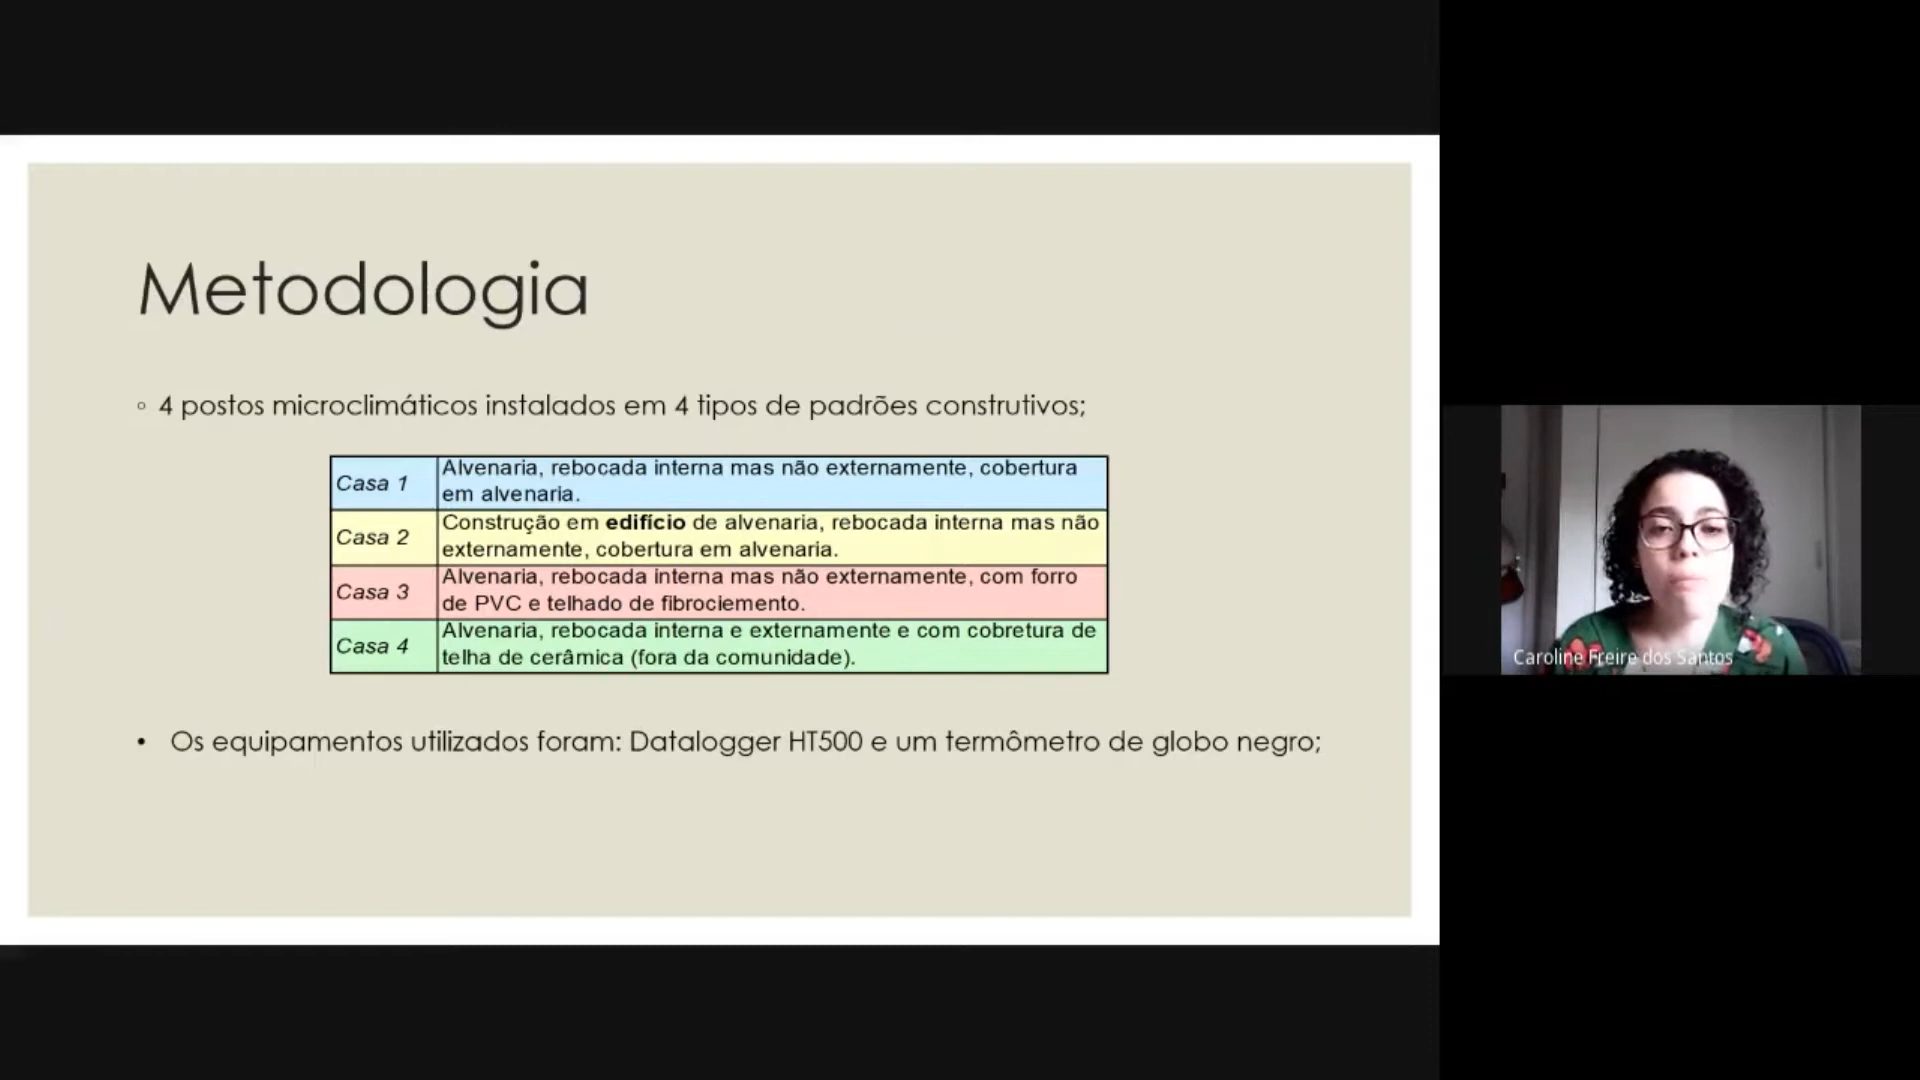 Metodologia
◦ 4 postos microclimáticos instalados em 4 tipos de padrões construtivos;
Casa 1
Alvenaria, rebocada interna mas não externamente, cobertura
em alvenaria.
Casa 2
Construção em edifício de alvenaria, rebocada interna mas não
externamente, cobertura em alvenaria.
Casa 3
Alvenaria, rebocada interna mas não externamente, com forro
de PVC e telhado de fibrociemento.
Casa 4
Alvenaria, rebocada interna e externamente e com cobretura de
telha de cerâmica (fora da comunidade).
• Os equipamentos utilizados foram: Datalogger HT500 e um termômetro de globo negro;
Caroline Freire dos Santos